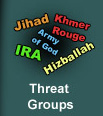 Jihad
Khmer
Rouge
Army
of God
IRA
Hizballah
Threat
Groups